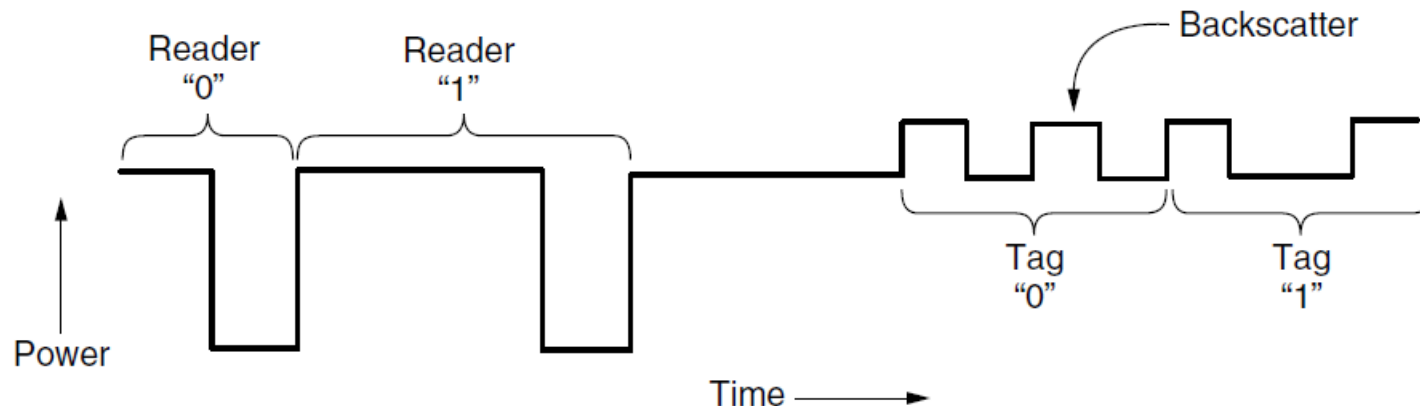 Backscatter
Reader
“0”
Reader
“1”
Tag
“0”
Tag
“1”
Power
Time